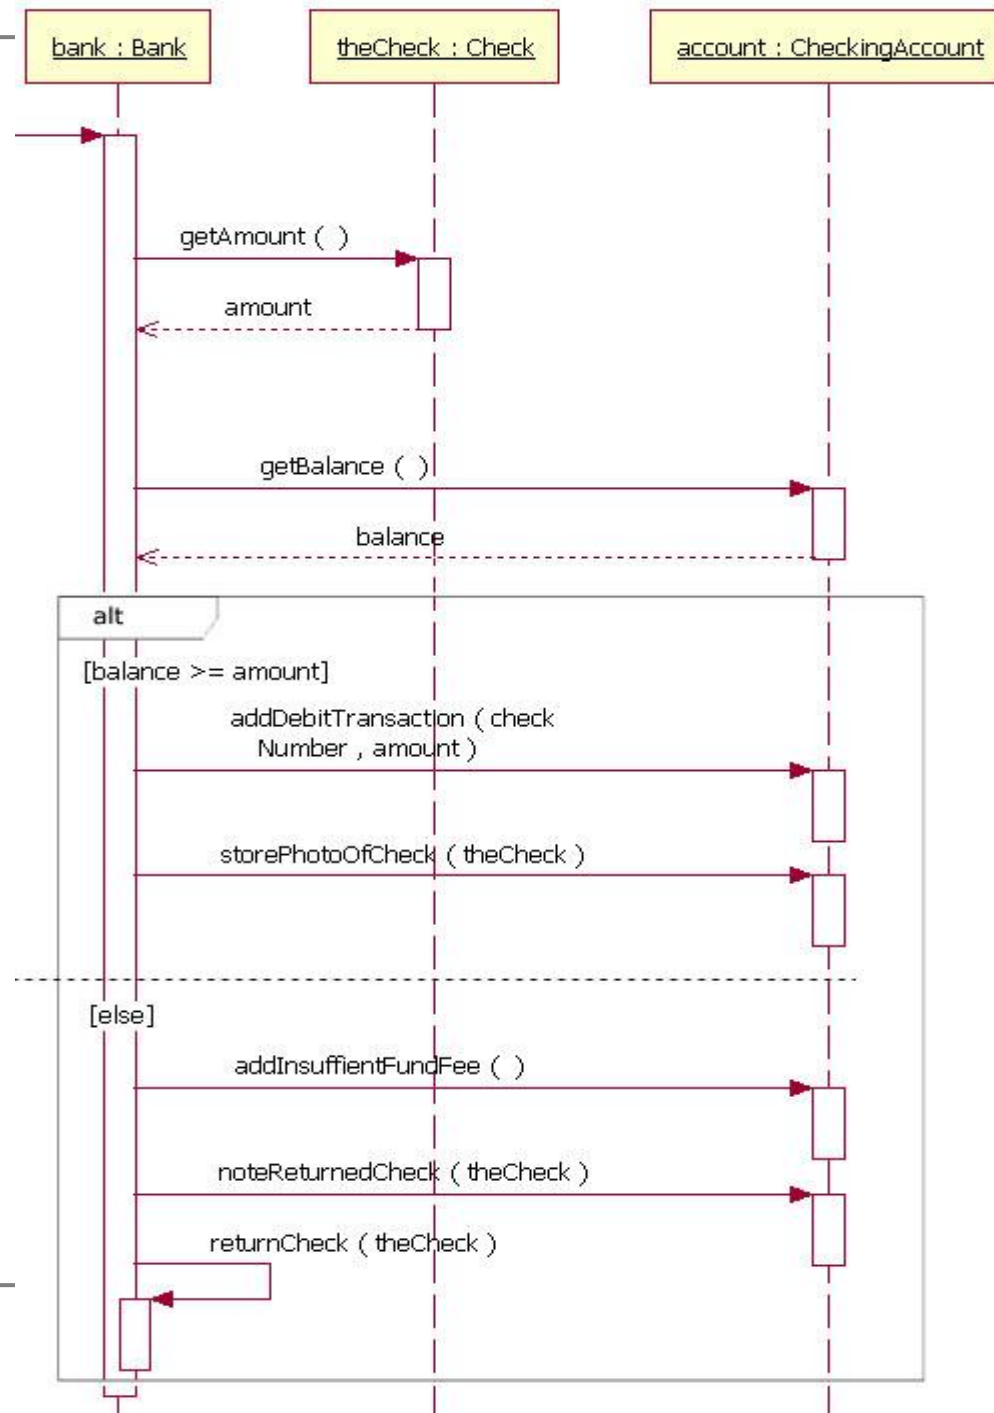 bank : Bank
theCheck : Check
account : CheckingAccount
getAmount ( )
amount
getBalance ( )
balance
alt
[balance >= amount]
addDebitTransaction ( check
Number , amount )
storePhotoOfCheck ( theCheck )
[else]
addInsuffientFundFee ( )
noteReturnedCheck ( theCheck )
returnCheck ( theCheck )